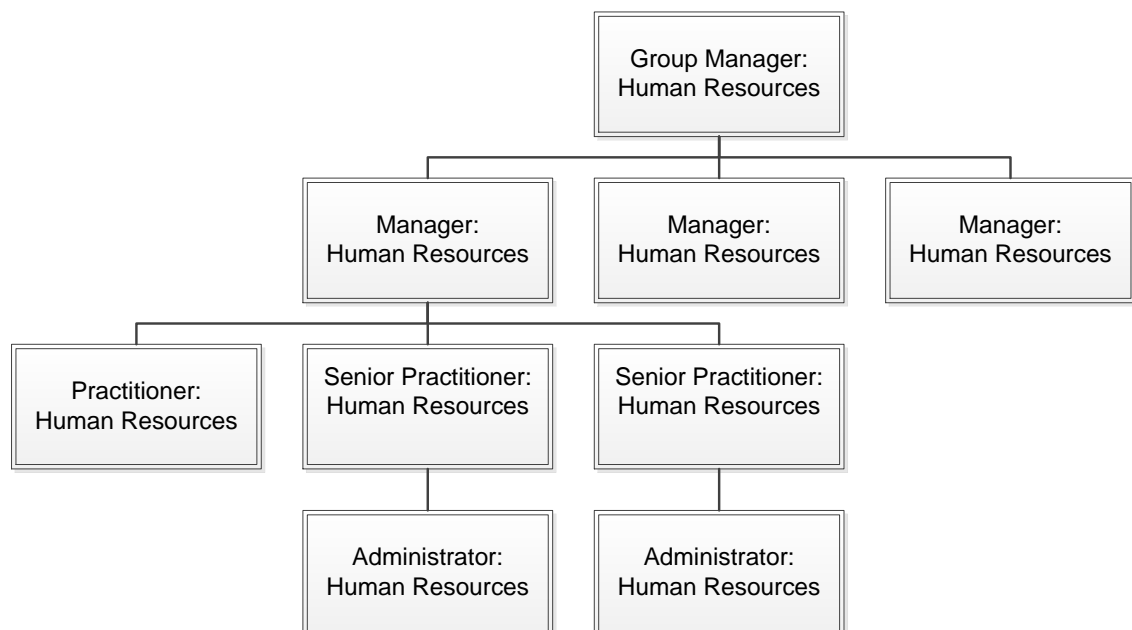 Group Manager:
Human Resources
Manager:
Human Resources
Manager:
Human Resources
Manager:
Human Resources
Practitioner:
Human Resources
Senior Practitioner:
Human Resources
Senior Practitioner:
Human Resources
Administrator:
Human Resources
Administrator:
Human Resources